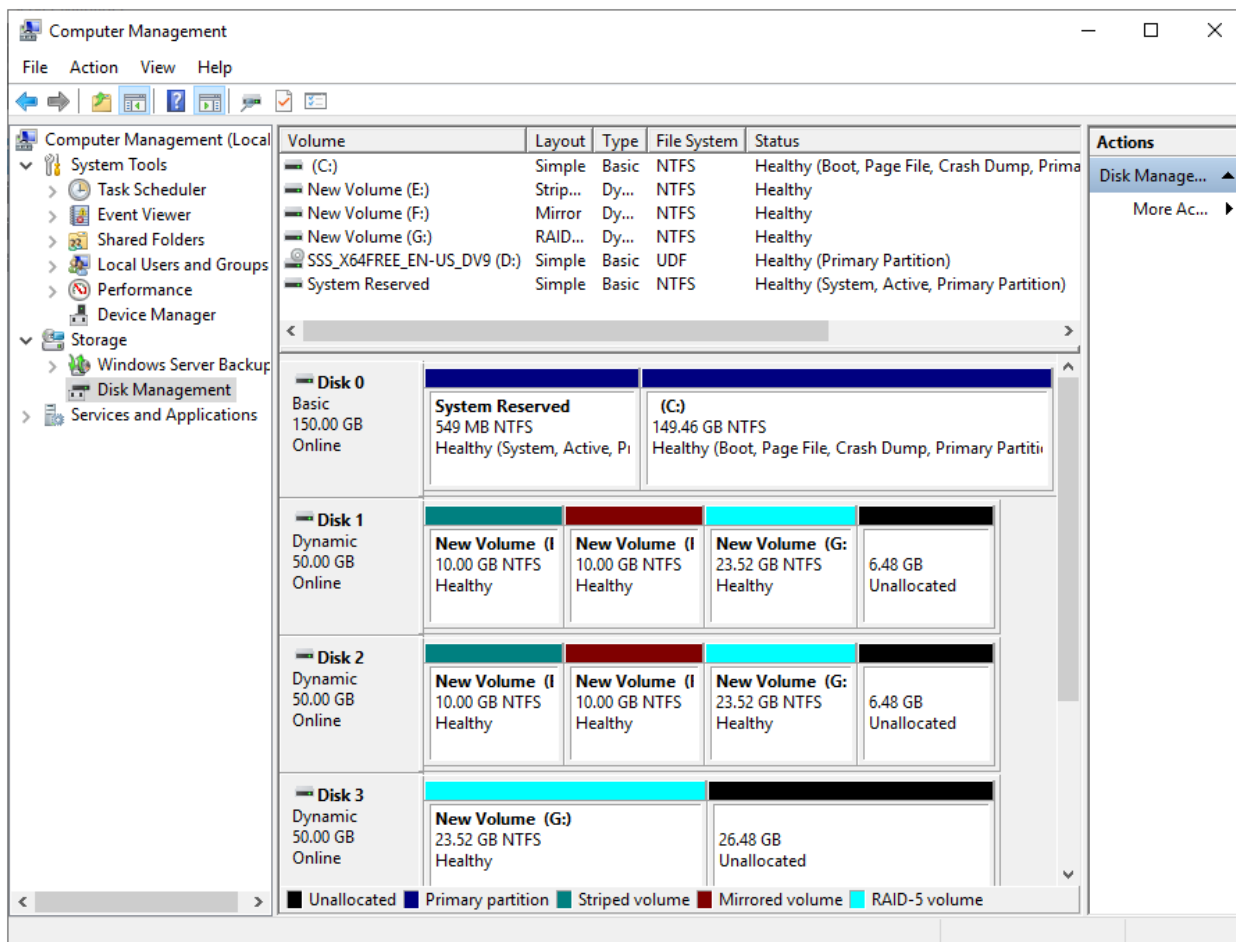 Computer Management
File Action View Help
Computer Management (Local
System Tools
Task Scheduler
Event Viewer
Shared Folders
Local Users and Groups
Performance
Device Manager
Storage
Windows Server Backup
Disk Management
Services and Applications
Volume Layout Type File System Status
(C:) Simple Basic NTFS Healthy (Boot, Page File, Crash Dump, Prima
New Volume (E:) Strip... Dy... NTFS Healthy
New Volume (F:) Mirror Dy... NTFS Healthy
New Volume (G:) RAID... Dy... NTFS Healthy
SSS_X64FREE_EN-US_DV9 (D:) Simple Basic UDF Healthy (Primary Partition)
System Reserved Simple Basic NTFS Healthy (System, Active, Primary Partition)
Disk 0
Basic
150.00 GB
Online
System Reserved
549 MB NTFS
Healthy (System, Active, Pr
(C:)
149.46 GB NTFS
Healthy (Boot, Page File, Crash Dump, Primary Partitio
Disk 1
Dynamic
50.00 GB
Online
New Volume (
10.00 GB NTFS
Healthy
New Volume (
10.00 GB NTFS
Healthy
New Volume (G:
23.52 GB NTFS
Healthy
6.48 GB
Unallocated
Disk 2
Dynamic
50.00 GB
Online
New Volume (
10.00 GB NTFS
Healthy
New Volume (
10.00 GB NTFS
Healthy
New Volume (G:
23.52 GB NTFS
Healthy
6.48 GB
Unallocated
Disk 3
Dynamic
50.00 GB
Online
New Volume (G:)
23.52 GB NTFS
Healthy
26.48 GB
Unallocated
Unallocated Primary partition Striped volume Mirrored volume RAID-5 volume
Actions
Disk Manage...
More Ac...